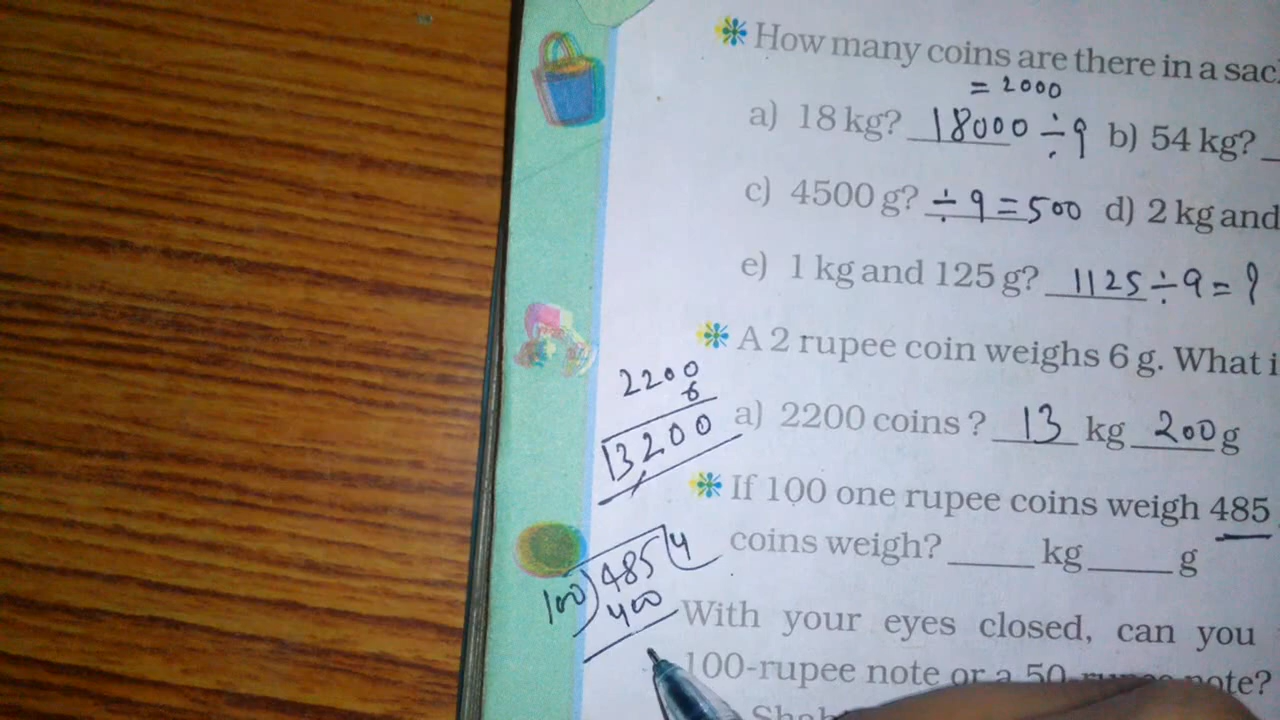 How many coins are there in a
= 2000
a) 18 kg? 18000 ÷ 9 b) 54 kg?
c) 4500 g? ÷ 9 = 500 d) 2 kg and
e) 1 kg and 125 g? 1125 ÷ 9 = ?
A 2 rupee coin weighs 6 g. What
2200
6
13200
a) 2200 coins? 13 kg 200 g
If 100 one rupee coins weigh 485
coins weigh? kg g
100) 485 (4
400
With your eyes closed, can you
100-rupee note or a 50-rupee note?